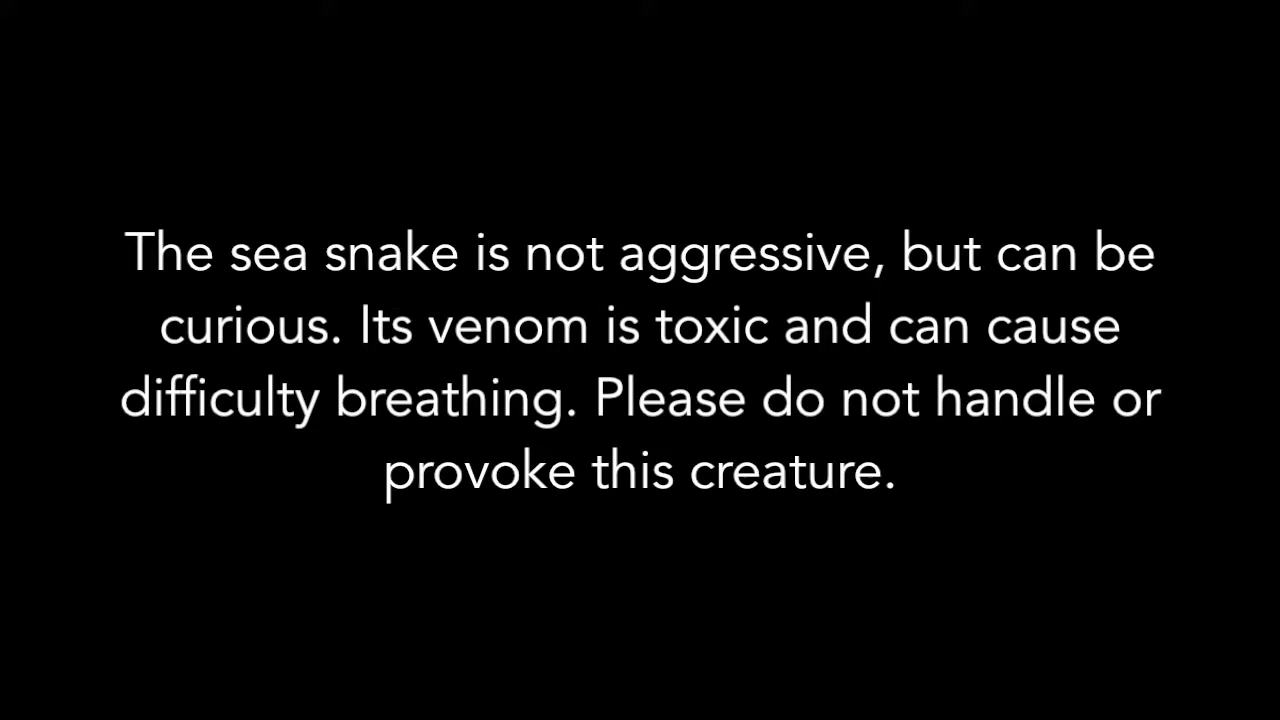 The sea snake is not aggressive, but can be
curious. Its venom is toxic and can cause
difficulty breathing. Please do not handle or
provoke this creature.